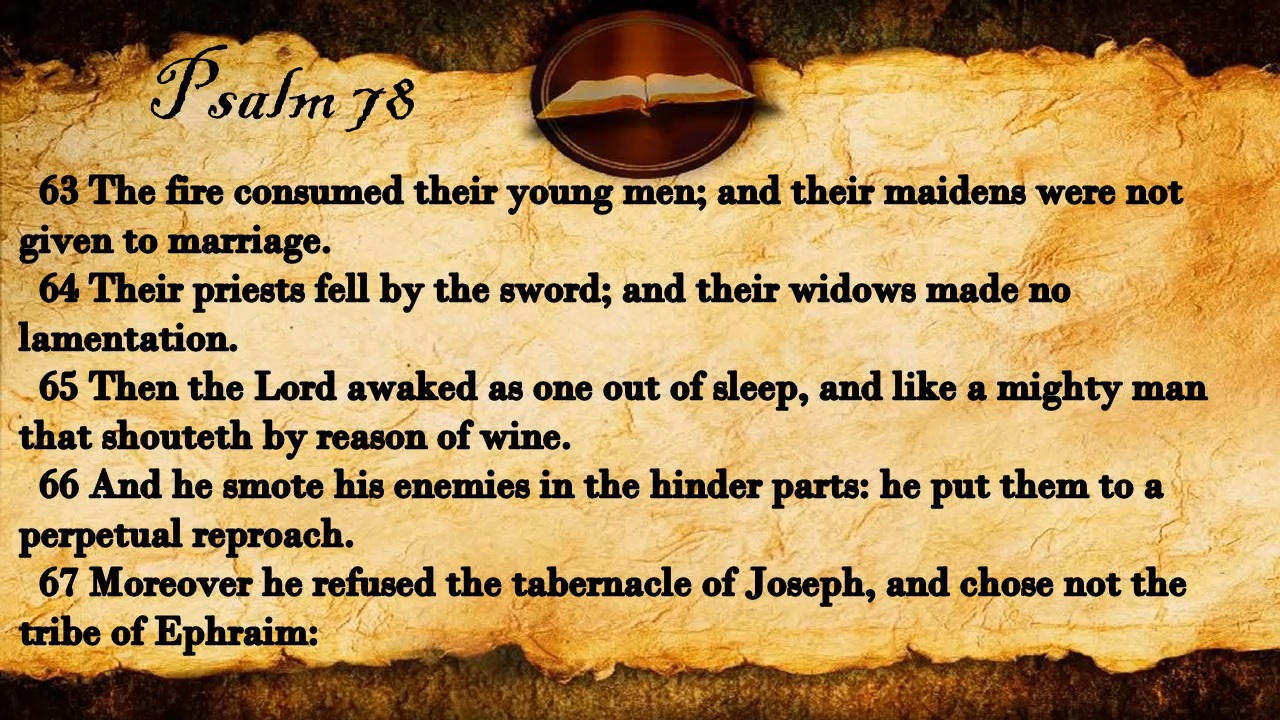 Psalm 78
63 The fire consumed their young men; and their maidens were not
given to marriage.
64 Their priests fell by the sword; and their widows made no
lamentation.
65 Then the Lord awaked as one out of sleep, and like a mighty man
that shouteth by reason of wine.
66 And he smote his enemies in the hinder parts: he put them to a
perpetual reproach.
67 Moreover he refused the tabernacle of Joseph, and chose not the
tribe of Ephraim: